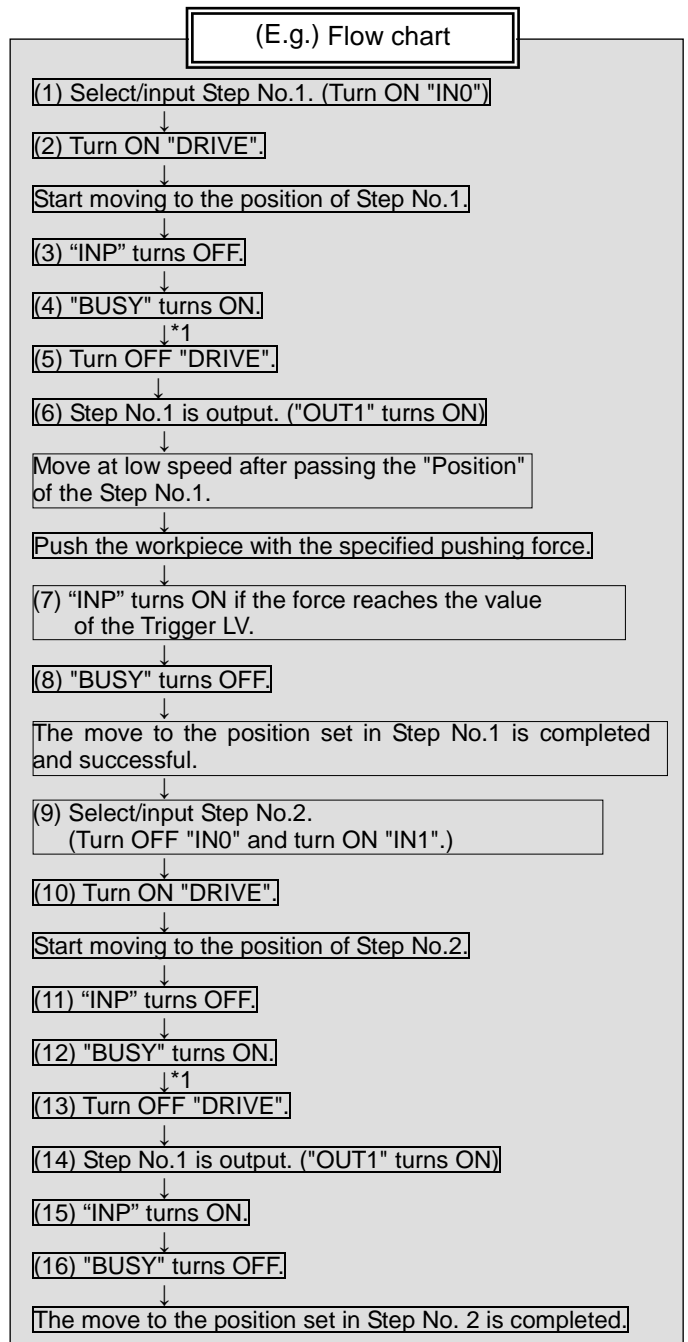 (E.g.) Flow chart
(1) Select/input Step No.1. (Turn ON "IN0")
↓
(2) Turn ON "DRIVE".
↓
Start moving to the position of Step No.1.
↓
(3) “INP” turns OFF.
↓
(4) "BUSY" turns ON.
↓*1
(5) Turn OFF "DRIVE".
↓
(6) Step No.1 is output. ("OUT1" turns ON)
↓
Move at low speed after passing the "Position"
of the Step No.1.
↓
Push the workpiece with the specified pushing force.
↓
(7) “INP” turns ON if the force reaches the value
of the Trigger LV.
↓
(8) "BUSY" turns OFF.
↓
The move to the position set in Step No.1 is completed
and successful.
↓
(9) Select/input Step No.2.
(Turn OFF "IN0" and turn ON "IN1".)
↓
(10) Turn ON "DRIVE".
↓
Start moving to the position of Step No.2.
↓
(11) “INP” turns OFF.
↓
(12) "BUSY" turns ON.
↓*1
(13) Turn OFF "DRIVE".
↓
(14) Step No.1 is output. ("OUT1" turns ON)
↓
(15) “INP” turns ON.
↓
(16) "BUSY" turns OFF.
↓
The move to the position set in Step No. 2 is completed.